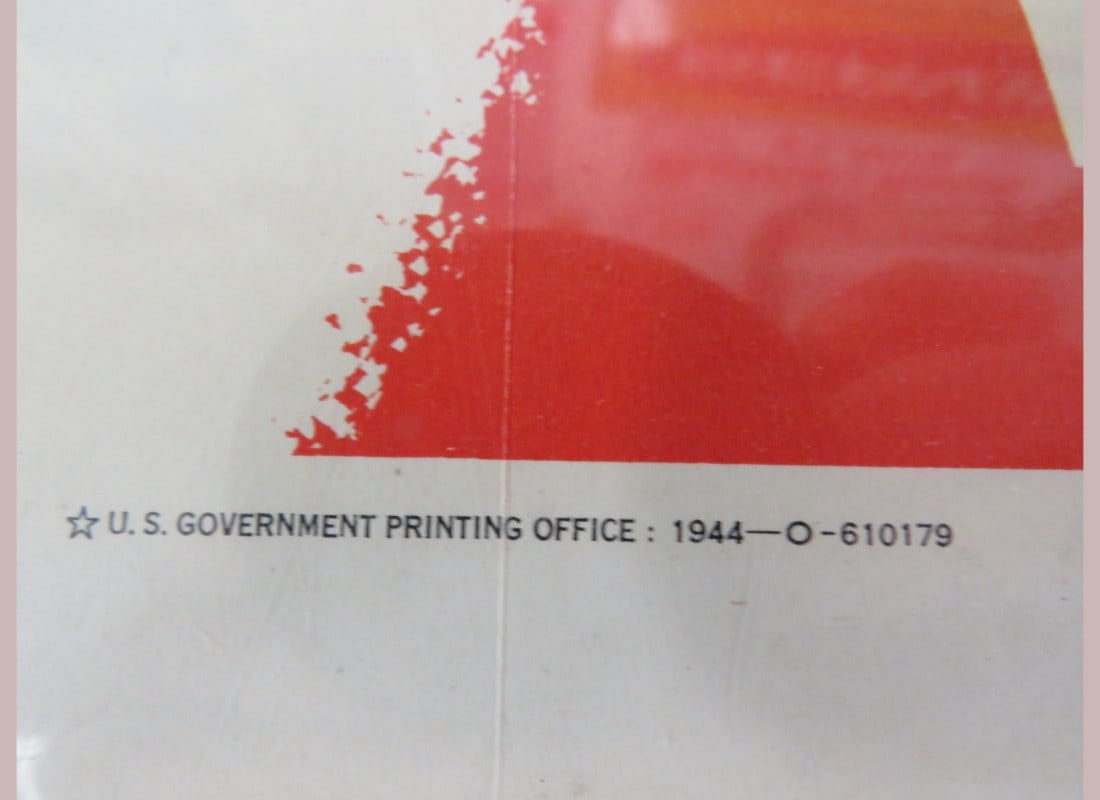 ☆ U. S. GOVERNMENT PRINTING OFFICE : 1944—O-610179